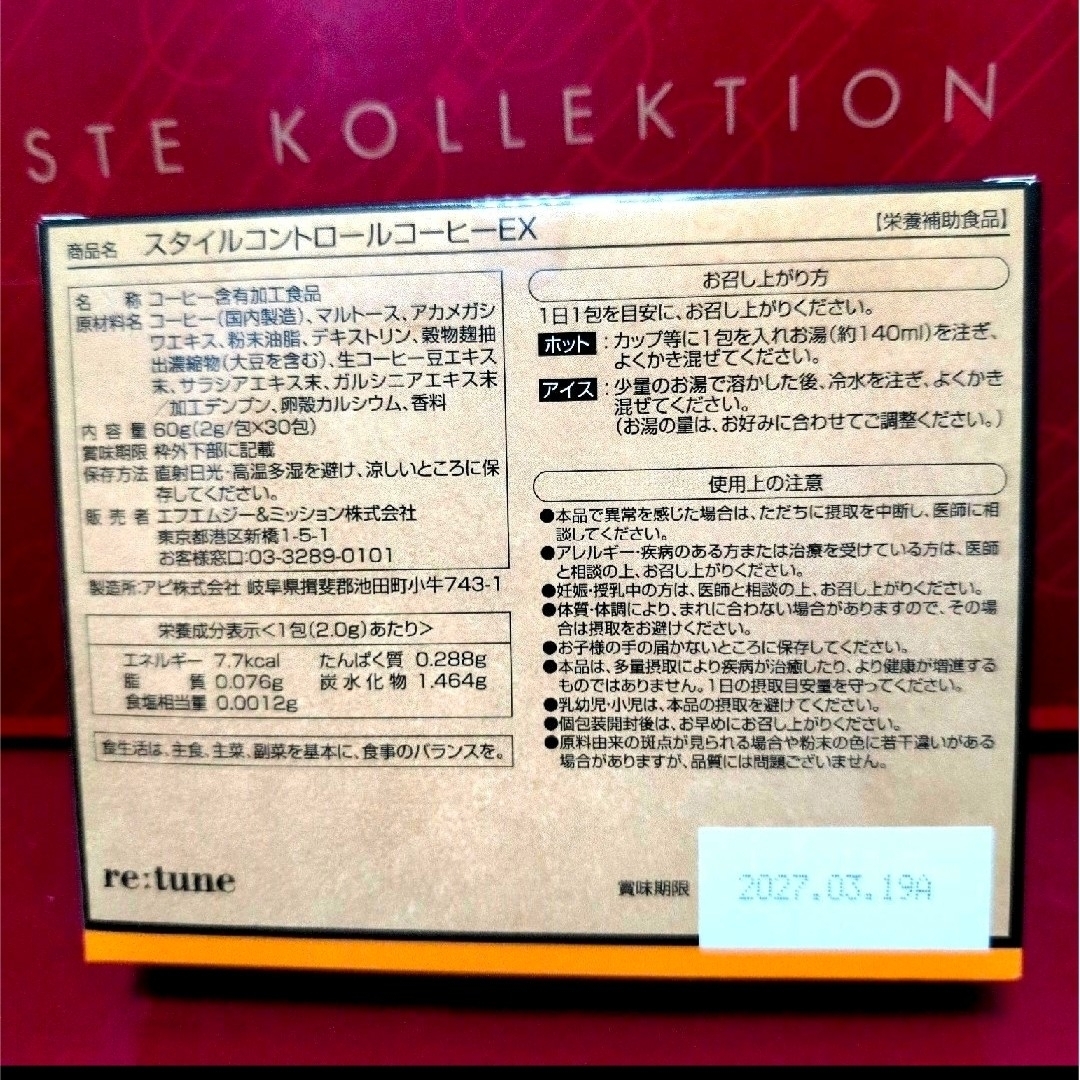 STE KOLLEKTION
商品名 スタイルコントロールコーヒーEX
【栄養補助食品】
名称 コーヒー含有加工食品
原材料名 コーヒー(国内製造)、マルトース、アカメガシ
ワエキス、粉末油脂、デキストリン、穀物麹抽
出濃縮物(大豆を含む)、生コーヒー豆エキス
末、サラシアエキス末、ガルシニアエキス末
/加工デンプン、卵殻カルシウム、香料
内容量 60g(2g/包×30包)
賞味期限 枠外下部に記載
保存方法 直射日光・高温多湿を避け、涼しいところに保
存してください。
販売者 エフエムジー&ミッション株式会社
東京都港区新橋1-5-1
お客様窓口:03-3289-0101
製造所:アピ株式会社 岐阜県揖斐郡池田町小牛743-1
栄養成分表示<1包(2.0g)あたり>
エネルギー 7.7kcal たんぱく質 0.288g
脂質 0.076g 炭水化物 1.464g
食塩相当量 0.0012g
食生活は、主食、主菜、副菜を基本に、食事のバランスを。
re:tune
お召し上がり方
1日1包を目安に、お召し上がりください。
ホット:カップ等に1包を入れお湯(約140ml)を注ぎ、
よくかき混ぜてください。
アイス:少量のお湯で溶かした後、冷水を注ぎ、よくかき
混ぜてください。
(お湯の量は、お好みに合わせてご調整ください。)
使用上の注意
●本品で異常を感じた場合は、ただちに摂取を中断し、医師に相
談してください。
●アレルギー・疾病のある方または治療を受けている方は、医師
と相談の上、お召し上がりください。
●妊娠・授乳中の方は、医師と相談の上、お召し上がりください。
●体質・体調により、まれに合わない場合がありますので、その場
合は摂取をお避けください。
●お子様の手の届かないところに保存してください。
●本品は、多量摂取により疾病が治癒したり、より健康が増進する
ものではありません。1日の摂取目安量を守ってください。
●乳幼児・小児は、本品の摂取を避けてください。
●個包装開封後は、お早めにお召し上がりください。
●原料由来の斑点が見られる場合や粉末の色に若干違いがある
場合がありますが、品質には問題ございません。
賞味期限 2027.03.19A